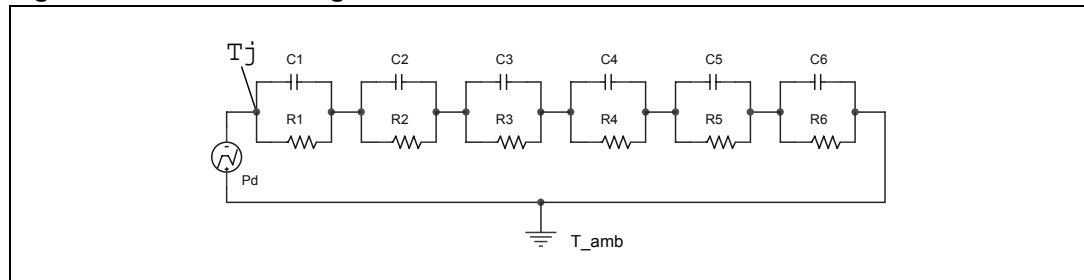 Tj
C1 C2 C3 C4 C5 C6
R1 R2 R3 R4 R5 R6
Pd
T_amb